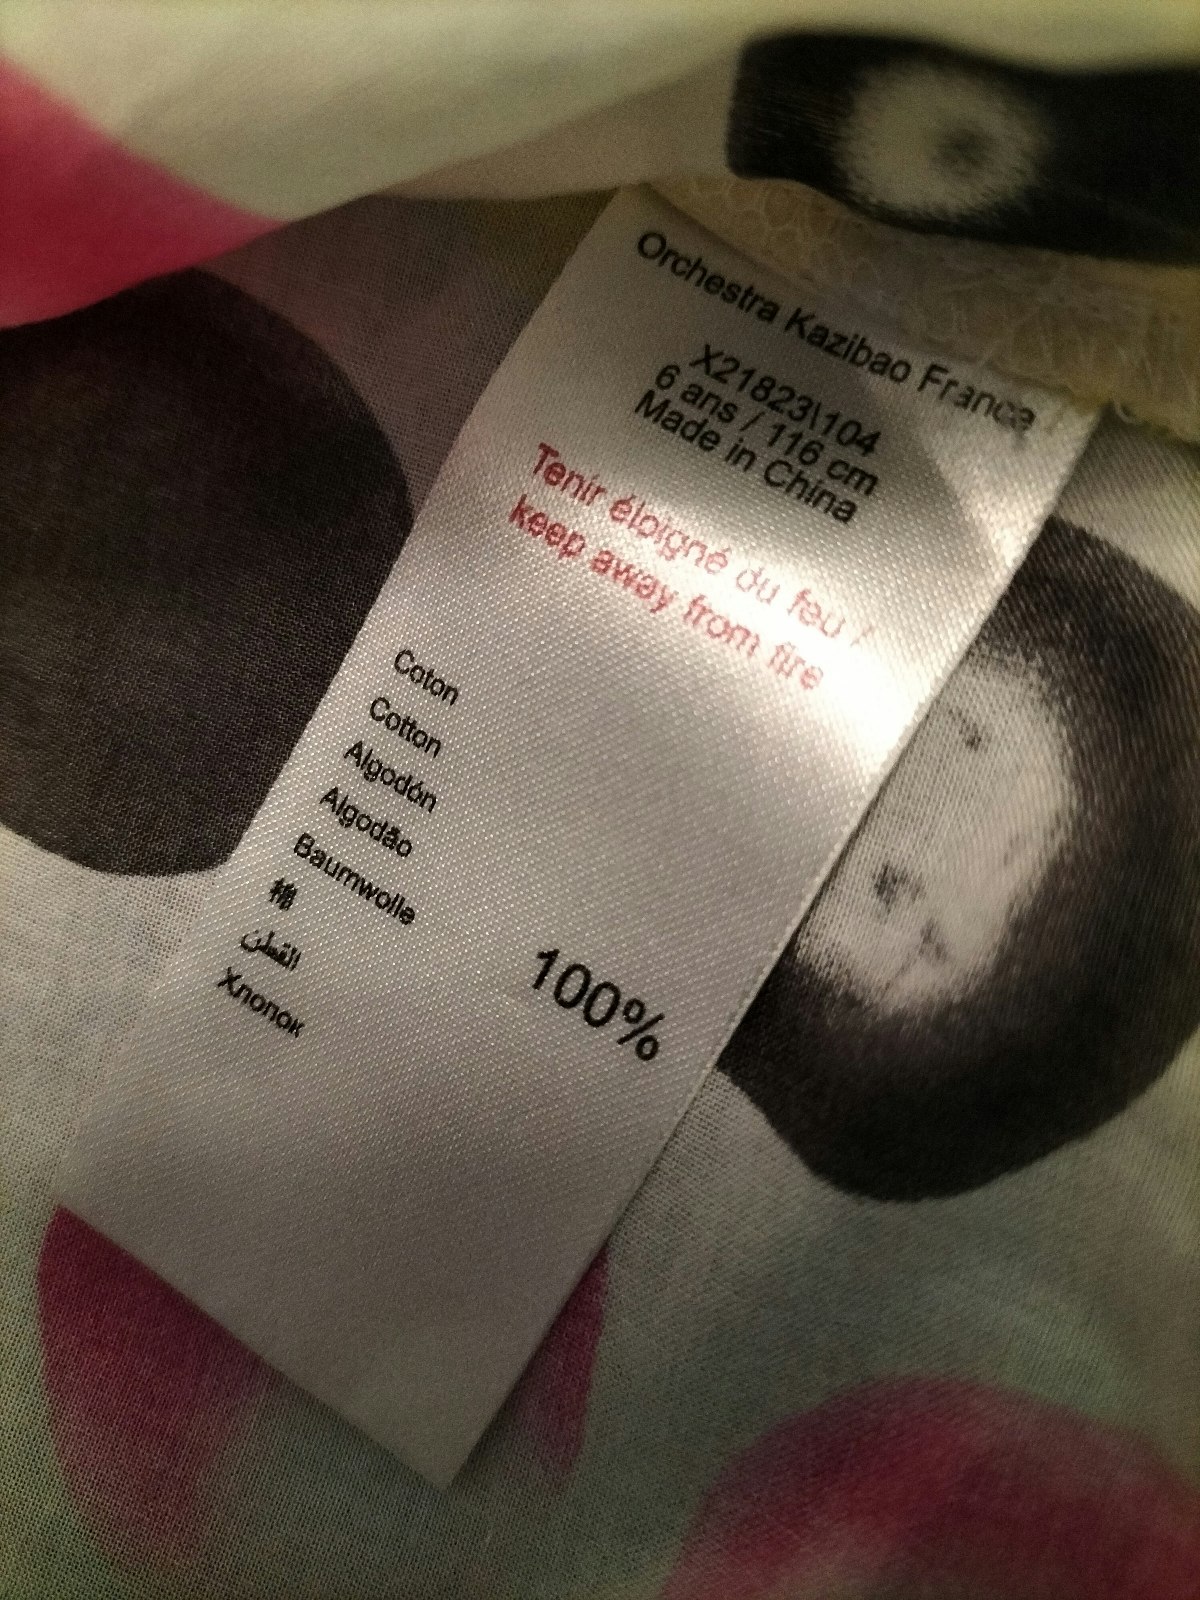 Orchestra Kazibao France
X21823\104
6 ans / 116 cm
Made in China
Tenir éloigné du feu /
keep away from fire
Coton
Cotton
Algodón
Algodão
Baumwolle
棉
القطن
Хлопок
100%